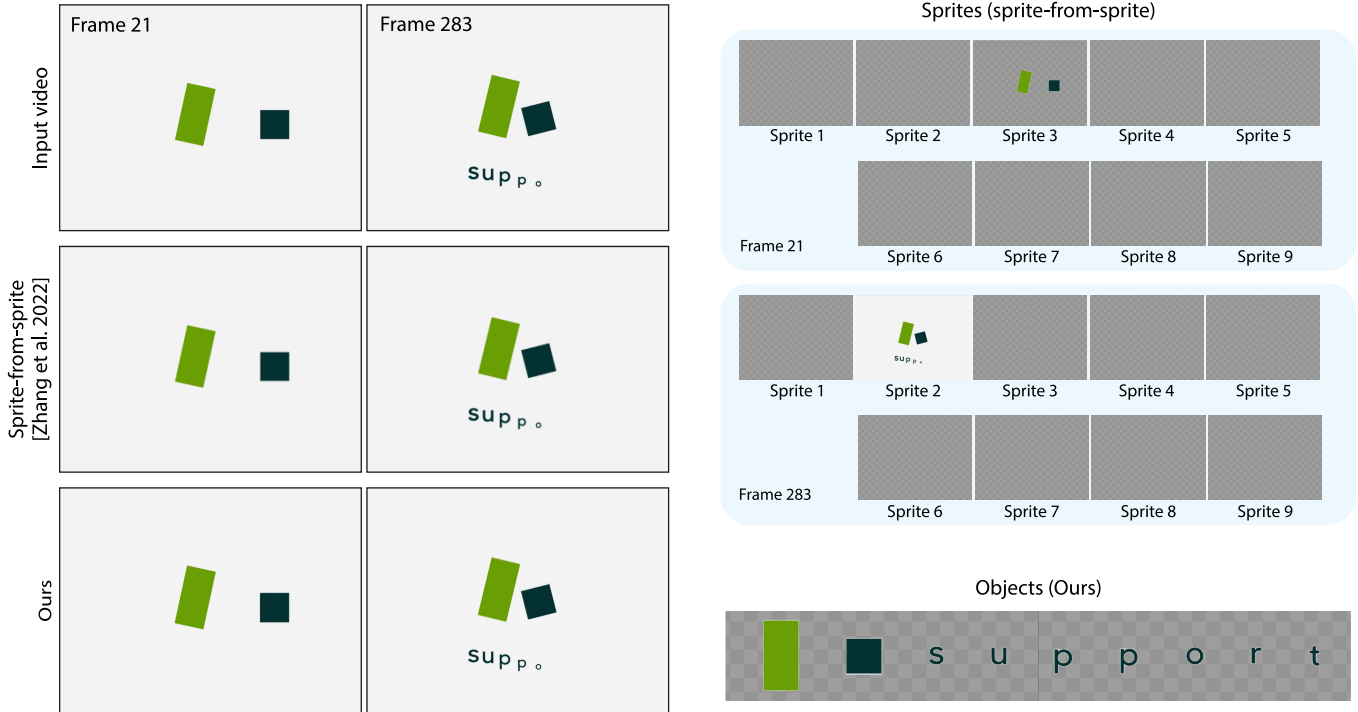 Frame 21
Frame 283
Input video
supp o
Sprite-from-sprite
[Zhang et al. 2022]
supp o
Ours
supp o
Sprites (sprite-from-sprite)
Sprite 1 Sprite 2 Sprite 3 Sprite 4 Sprite 5
Frame 21
Sprite 6 Sprite 7 Sprite 8 Sprite 9
supp o
Sprite 1 Sprite 2 Sprite 3 Sprite 4 Sprite 5
Frame 283
Sprite 6 Sprite 7 Sprite 8 Sprite 9
Objects (Ours)
s u p p o r t